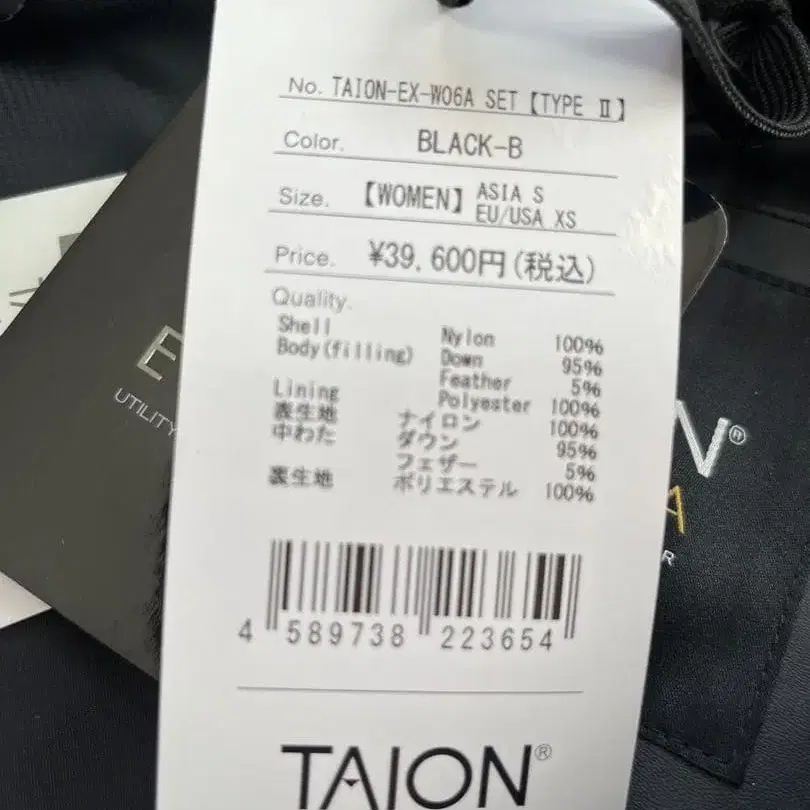 No. TAION-EX-W06A SET【TYPE Ⅱ】
Color. BLACK-B
Size. 【WOMEN】 ASIA S
EU/USA XS
Price. ¥39,600円(税込)
Quality.
Shell Nylon 100%
Body(filling) Down 95%
Feather 5%
Lining Polyester 100%
表生地 ナイロン 100%
中わた ダウン 95%
フェザー 5%
裏生地 ポリエステル 100%
4 589738 223654
TAION®
E
UTILITY
N®
A
R